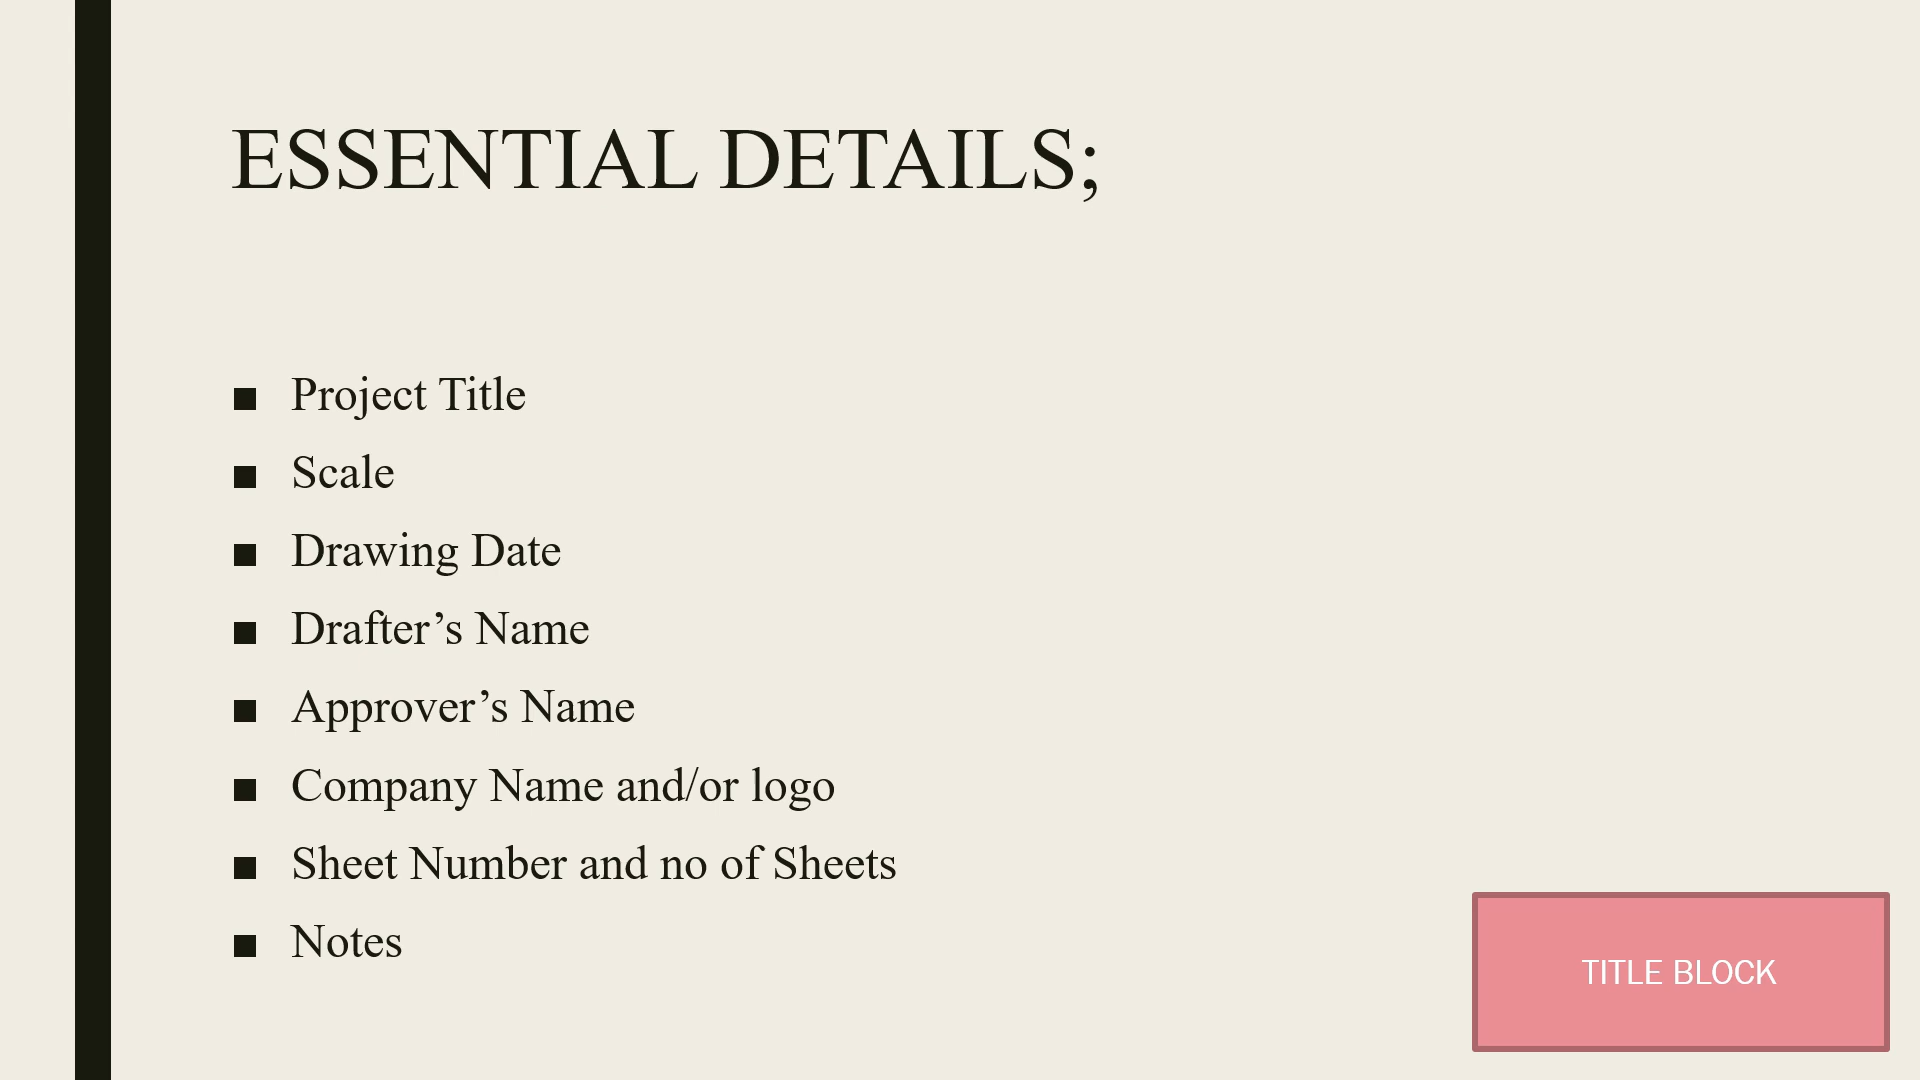 ESSENTIAL DETAILS;
■ Project Title
■ Scale
■ Drawing Date
■ Drafter’s Name
■ Approver’s Name
■ Company Name and/or logo
■ Sheet Number and no of Sheets
■ Notes
TITLE BLOCK